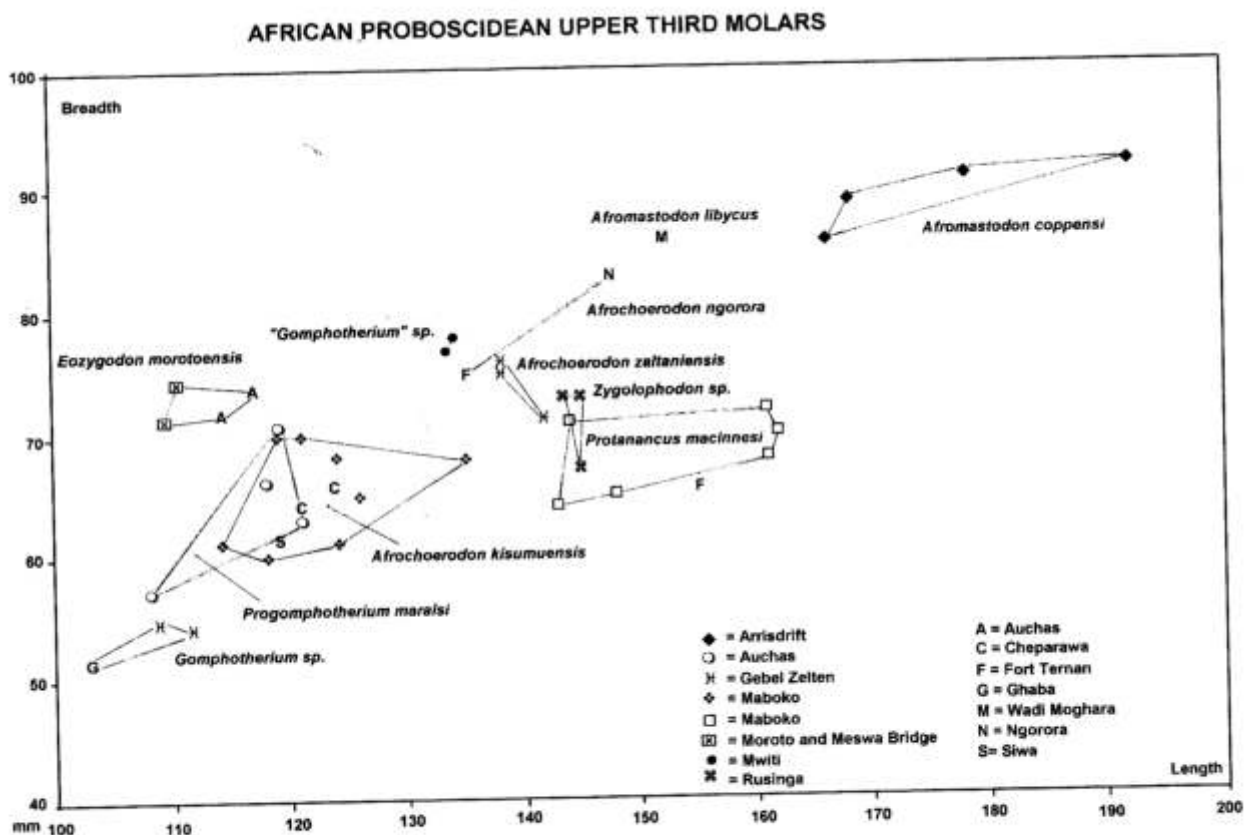 AFRICAN PROBOSCIDEAN UPPER THIRD MOLARS
100
Breadth
90
80
70
60
50
40
mm
100
110
120
130
140
150
160
170
180
190
200
Length
Afromastodon libycus
M
Afromastodon coppensi
N
Afrochoerodon ngorora
"Gomphotherium" sp.
Eozygodon morotoensis
F
Afrochoerodon zeltaniensis
Zygolophodon sp.
A
A
Protanancus macinnesi
C
F
C
S
Afrochoerodon kisumuensis
Progomphotherium maraisi
Gomphotherium sp.
G
= Arrisdrift
= Auchas
= Gebel Zelten
= Maboko
= Maboko
= Moroto and Meswa Bridge
= Mwiti
= Rusinga
A = Auchas
C = Cheparawa
F = Fort Ternan
G = Ghaba
M = Wadi Moghara
N = Ngorora
S= Siwa